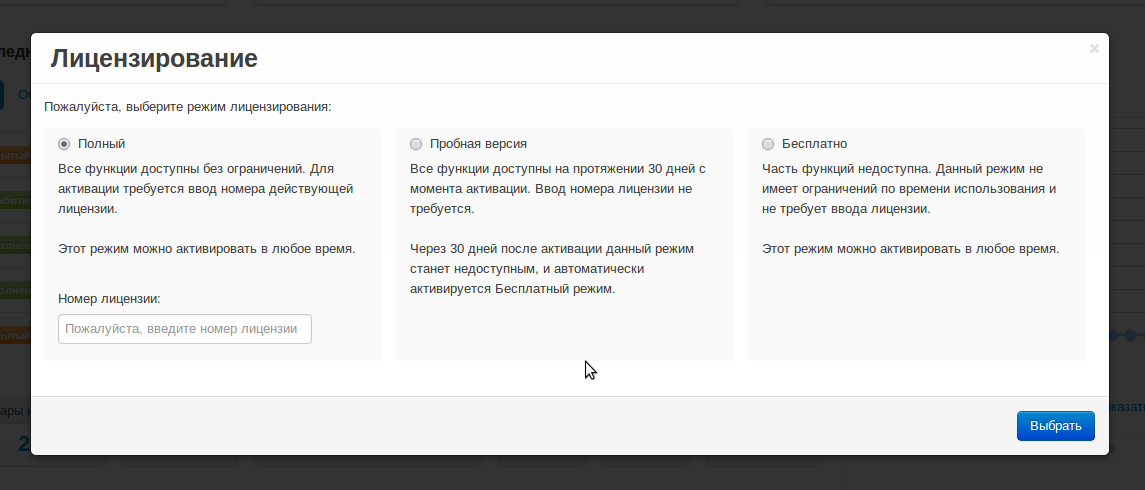 Лицензирование
Пожалуйста, выберите режим лицензирования:
Полный
Все функции доступны без ограничений. Для
активации требуется ввод номера действующей
лицензии.
Этот режим можно активировать в любое время.
Номер лицензии:
Пожалуйста, введите номер лицензии
Пробная версия
Все функции доступны на протяжении 30 дней с
момента активации. Ввод номера лицензии не
требуется.
Через 30 дней после активации данный режим
станет недоступным, и автоматически
активируется Бесплатный режим.
Бесплатно
Часть функций недоступна. Данный режим не
имеет ограничений по времени использования и
не требует ввода лицензии.
Этот режим можно активировать в любое время.
Выбрать